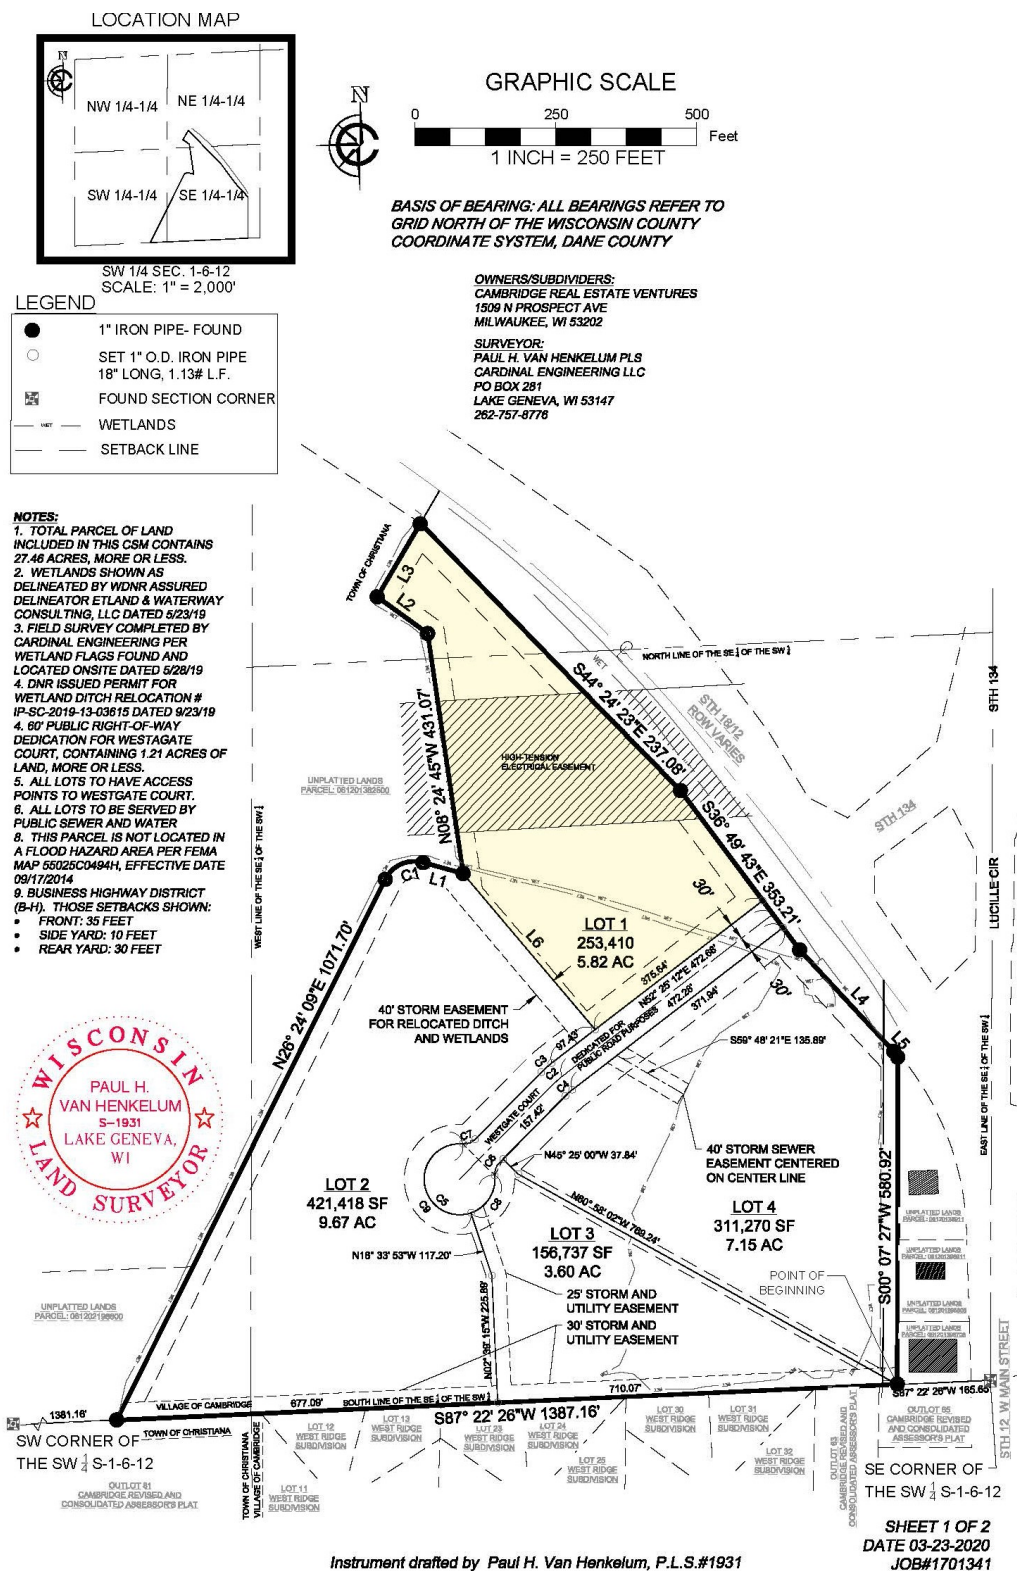 LOCATION MAP
N
NW 1/4-1/4
NE 1/4-1/4
SW 1/4-1/4
SE 1/4-1/4
SW 1/4 SEC. 1-6-12
SCALE: 1" = 2,000'
N
GRAPHIC SCALE
0 250 500
Feet
1 INCH = 250 FEET
BASIS OF BEARING: ALL BEARINGS REFER TO
GRID NORTH OF THE WISCONSIN COUNTY
COORDINATE SYSTEM, DANE COUNTY
OWNERS/SUBDIVIDERS:
CAMBRIDGE REAL ESTATE VENTURES
1509 N PROSPECT AVE
MILWAUKEE, WI 53202
SURVEYOR:
PAUL H. VAN HENKELUM PLS
CARDINAL ENGINEERING LLC
PO BOX 281
LAKE GENEVA, WI 53147
262-757-8776
LEGEND
1" IRON PIPE- FOUND
SET 1" O.D. IRON PIPE
18" LONG, 1.13# L.F.
FOUND SECTION CORNER
WET
WETLANDS
SETBACK LINE
NOTES:
1. TOTAL PARCEL OF LAND
INCLUDED IN THIS CSM CONTAINS
27.46 ACRES, MORE OR LESS.
2. WETLANDS SHOWN AS
DELINEATED BY WDNR ASSURED
DELINEATOR ETLAND & WATERWAY
CONSULTING, LLC DATED 5/23/19
3. FIELD SURVEY COMPLETED BY
CARDINAL ENGINEERING PER
WETLAND FLAGS FOUND AND
LOCATED ONSITE DATED 5/28/19
4. DNR ISSUED PERMIT FOR
WETLAND DITCH RELOCATION #
IP-SC-2019-13-03615 DATED 9/23/19
4. 60' PUBLIC RIGHT-OF-WAY
DEDICATION FOR WESTAGATE
COURT, CONTAINING 1.21 ACRES OF
LAND, MORE OR LESS.
5. ALL LOTS TO HAVE ACCESS
POINTS TO WESTGATE COURT.
6. ALL LOTS TO BE SERVED BY
PUBLIC SEWER AND WATER
8. THIS PARCEL IS NOT LOCATED IN
A FLOOD HAZARD AREA PER FEMA
MAP 55025C0494H, EFFECTIVE DATE
09/17/2014
9. BUSINESS HIGHWAY DISTRICT
(B-H). THOSE SETBACKS SHOWN:
• FRONT: 35 FEET
• SIDE YARD: 10 FEET
• REAR YARD: 30 FEET
WISCONSIN
PAUL H.
VAN HENKELUM
S-1931
LAKE GENEVA,
WI
LAND SURVEYOR
TOWN OF CHRISTIANA
L3
L2
N08° 24' 45"W 431.07'
S44° 24' 23"E 237.08'
WET
NORTH LINE OF THE SE ¼ OF THE SW ¼
STH 18/12
ROW VARIES
STH 134
STH 134
LUCILLE CIR
HIGH-TENSION
ELECTRICAL EASEMENT
UNPLATTED LANDS
PARCEL: 061201382500
WEST LINE OF THE SE ¼ OF THE SW ¼
C1
L1
L6
S36° 49' 43"E 353.21'
30'
30'
LOT 1
253,410
5.82 AC
375.64'
N52° 25' 12"E 472.68'
472.28'
371.94'
DEDICATED FOR
PUBLIC ROAD PURPOSES
L4
L5
40' STORM EASEMENT
FOR RELOCATED DITCH
AND WETLANDS
N26° 24' 09"E 1071.70'
97.43'
C3
C2
C4
WESTGATE COURT
157.42'
S59° 48' 21"E 135.89'
C7
C6
N45° 25' 00"W 37.84'
C5
C8
C9
40' STORM SEWER
EASEMENT CENTERED
ON CENTER LINE
EAST LINE OF THE SE ¼ OF THE SW ¼
LOT 2
421,418 SF
9.67 AC
LOT 3
156,737 SF
3.60 AC
LOT 4
311,270 SF
7.15 AC
N60° 58' 02"W 769.24'
N18° 33' 53"W 117.20'
N02° 39' 15"W 225.89'
S00° 07' 27"W 580.92'
POINT OF
BEGINNING
25' STORM AND
UTILITY EASEMENT
30' STORM AND
UTILITY EASEMENT
UNPLATTED LANDS
UNPLATTED LANDS
UNPLATTED LANDS
UNPLATTED LANDS
UNPLATTED LANDS
STH 12 W MAIN STREET
1381.16'
VILLAGE OF CAMBRIDGE
677.09'
SOUTH LINE OF THE SE ¼ OF THE SW ¼
710.07'
S87° 22' 26"W 165.65'
TOWN OF CHRISTIANA
S87° 22' 26"W 1387.16'
SW CORNER OF
THE SW ¼ S-1-6-12
OUTLOT 61
CAMBRIDGE REVISED AND
CONSOLIDATED ASSESSOR'S PLAT
TOWN OF CHRISTIANA
VILLAGE OF CAMBRIDGE
LOT 12
WEST RIDGE
SUBDIVISION
LOT 13
WEST RIDGE
SUBDIVISION
LOT 23
WEST RIDGE
SUBDIVISION
LOT 24
WEST RIDGE
SUBDIVISION
LOT 30
WEST RIDGE
SUBDIVISION
LOT 31
WEST RIDGE
SUBDIVISION
LOT 11
WEST RIDGE
SUBDIVISION
LOT 25
WEST RIDGE
SUBDIVISION
LOT 32
WEST RIDGE
SUBDIVISION
OUTLOT 63
CAMBRIDGE REVISED AND
CONSOLIDATED ASSESSOR'S PLAT
OUTLOT 65
CAMBRIDGE REVISED
AND CONSOLIDATED
ASSESSOR'S PLAT
SE CORNER OF
THE SW ¼ S-1-6-12
SHEET 1 OF 2
DATE 03-23-2020
JOB#1701341
Instrument drafted by Paul H. Van Henkelum, P.L.S.#1931